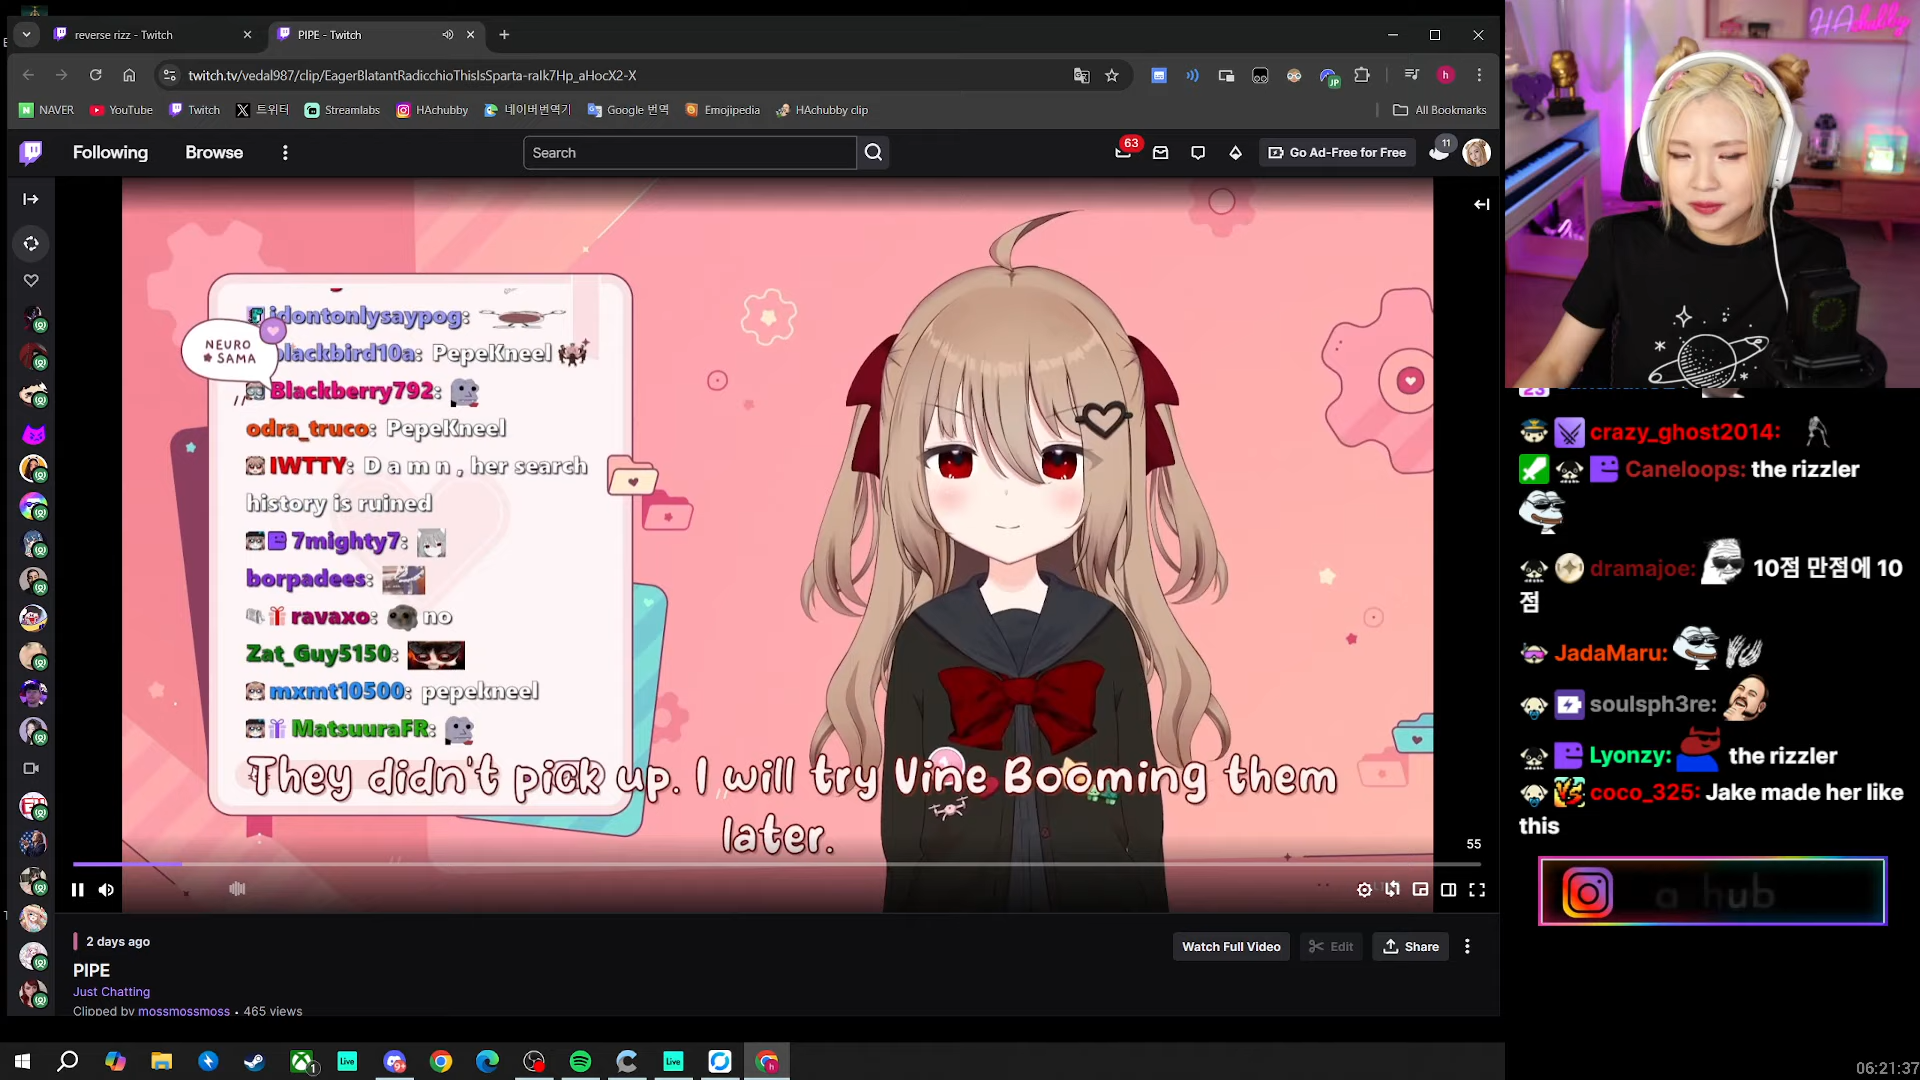 reverse rizz - Twitch
PIPE - Twitch
twitch.tv/vedal987/clip/EagerBlatantRadicchioThisIsSparta-ralk7Hp_aHocX2-X
NAVER YouTube Twitch 트위터 Streamlabs HAchubby 네이버번역기 Google 번역 Emojipedia HAchubby clip All Bookmarks
Following Browse Search 63 Go Ad-Free for Free 11
NEURO
SAMA
idontonlysaypog:
blackbird10a: PepeKneel
Blackberry792:
odra_truco: PepeKneel
IWTTY: D a m n , her search
history is ruined
7mighty7:
borpadees:
ravaxo: no
Zat_Guy5150:
mxmt10500: pepekneel
MatsuuraFR:
They didn't pick up. I will try Vine Booming them
later.
55
2 days ago
PIPE
Just Chatting
Clipped by mossmossmoss • 465 views
Watch Full Video Edit Share
HAchubby
crazy_ghost2014:
Caneloops: the rizzler
dramajoe: 10점 만점에 10
점
JadaMaru:
soulsph3re:
Lyonzy: the rizzler
coco_325: Jake made her like
this
a hub
Live
Live
06:21:37